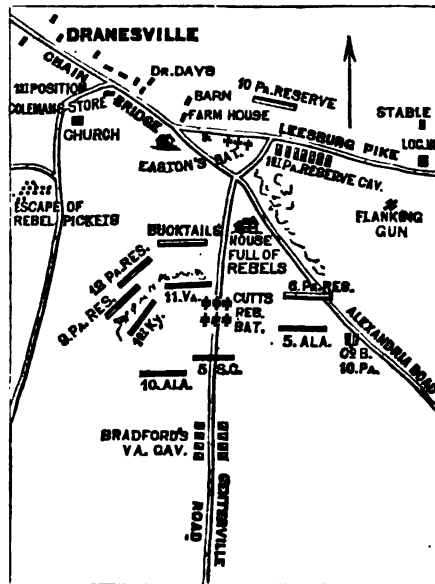 DRANESVILLE
CHAIN
BRIDGE
DR. DAYS
1st POSITION
COLEMANS STORE
CHURCH
BARN
FARM HOUSE
10 PA. RESERVE
STABLE
LEESBURG PIKE
EASTON'S BAT.
1st PA. RESERVE CAV.
ESCAPE OF
REBEL PICKETS
FLANKING
GUN
BUCKTAILS
HOUSE
FULL OF
REBELS
12 PA. RES.
9. PA. RES.
1st KY.
11. VA.
CUTTS
REB.
BAT.
6. PA. RES.
5. ALA.
ALEXANDRIA ROAD
CO B.
10. PA.
10. ALA.
6 S.C.
BRADFORD'S
VA. CAV.
CENTERVILLE
ROAD